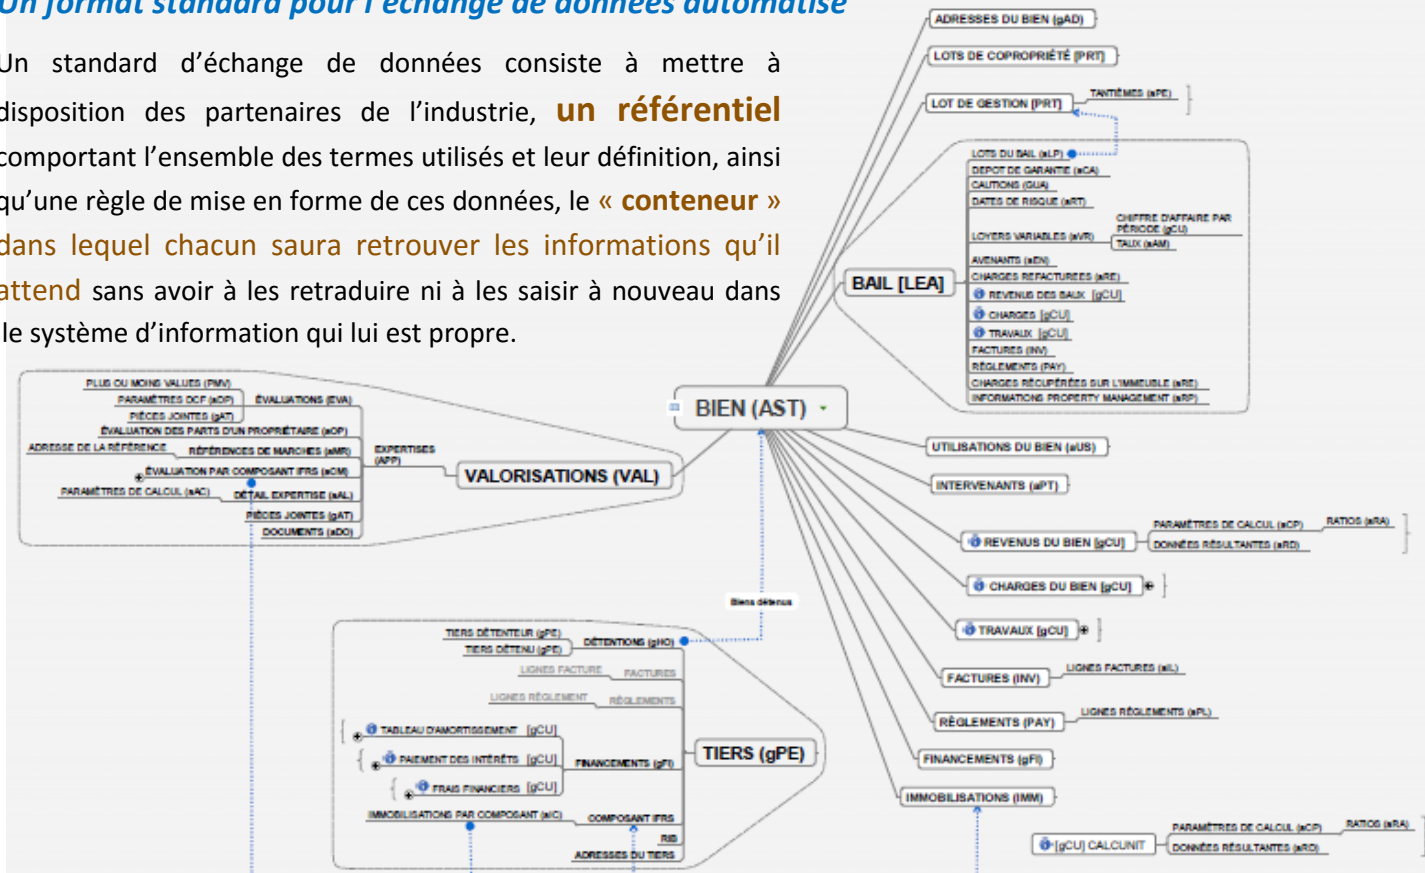 Un format standard pour l'échange de données automatisé
Un standard d'échange de données consiste à mettre à
disposition des partenaires de l'industrie, un référentiel
comportant l'ensemble des termes utilisés et leur définition, ainsi
qu'une règle de mise en forme de ces données, le « conteneur »
dans lequel chacun saura retrouver les informations qu'il
attend sans avoir à les retraduire ni à les saisir à nouveau dans
le système d'information qui lui est propre.
ADRESSES DU BIEN (gAD)
LOTS DE COPROPRIÉTÉ [PRT]
LOT DE GESTION [PRT]
TANTIÈMES (aPE)
BAIL [LEA]
LOTS DU BAIL (aLP)
DEPOT DE GARANTIE (aCA)
CAUTIONS (GUA)
DATES DE RISQUE (aRT)
LOYERS VARIABLES (aVR)
CHIFFRE D'AFFAIRE PAR
PÉRIODE (gCU)
TAUX (aAM)
AVENANTS (aEN)
CHARGES REFACTUREES (aRE)
REVENUS DES BAUX [gCU]
CHARGES [gCU]
TRAVAUX [gCU]
FACTURES (INV)
RÈGLEMENTS (PAY)
CHARGES RÉCUPÉRÉES SUR L'IMMEUBLE (aRE)
INFORMATIONS PROPERTY MANAGEMENT (aRP)
BIEN (AST)
VALORISATIONS (VAL)
EXPERTISES
(APP)
PLUS OU MOINS VALUES (PMV)
PARAMÈTRES DCF (aDP)
PIÈCES JOINTES (gAT)
ÉVALUATIONS (EVA)
ÉVALUATION DES PARTS D'UN PROPRIÉTAIRE (aOP)
ADRESSE DE LA RÉFÉRENCE
RÉFÉRENCES DE MARCHES (aMR)
ÉVALUATION PAR COMPOSANT IFRS (aCM)
PARAMÈTRES DE CALCUL (aAC)
DÉTAIL EXPERTISE (aAL)
PIÈCES JOINTES (gAT)
DOCUMENTS (aDO)
UTILISATIONS DU BIEN (aUS)
INTERVENANTS (aPT)
REVENUS DU BIEN [gCU]
PARAMÈTRES DE CALCUL (aCP)
RATIOS (aRA)
DONNÉES RÉSULTANTES (aRD)
CHARGES DU BIEN [gCU]
TRAVAUX [gCU]
FACTURES (INV)
LIGNES FACTURES (aIL)
RÈGLEMENTS (PAY)
LIGNES RÈGLEMENTS (aPL)
FINANCEMENTS (gFI)
IMMOBILISATIONS (IMM)
Biens détenus
TIERS (gPE)
TIERS DÉTENTEUR (gPE)
TIERS DÉTENU (gPE)
DÉTENTIONS (gHO)
LIGNES FACTURE
FACTURES
LIGNES RÈGLEMENT
RÈGLEMENTS
TABLEAU D'AMORTISSEMENT [gCU]
PAIEMENT DES INTÉRÊTS [gCU]
FRAIS FINANCIERS [gCU]
FINANCEMENTS (gFI)
IMMOBILISATIONS PAR COMPOSANT (aIC)
COMPOSANT IFRS
RIB
ADRESSES DU TIERS
[gCU] CALCUNIT
PARAMÈTRES DE CALCUL (aCP)
RATIOS (aRA)
DONNÉES RÉSULTANTES (aRD)